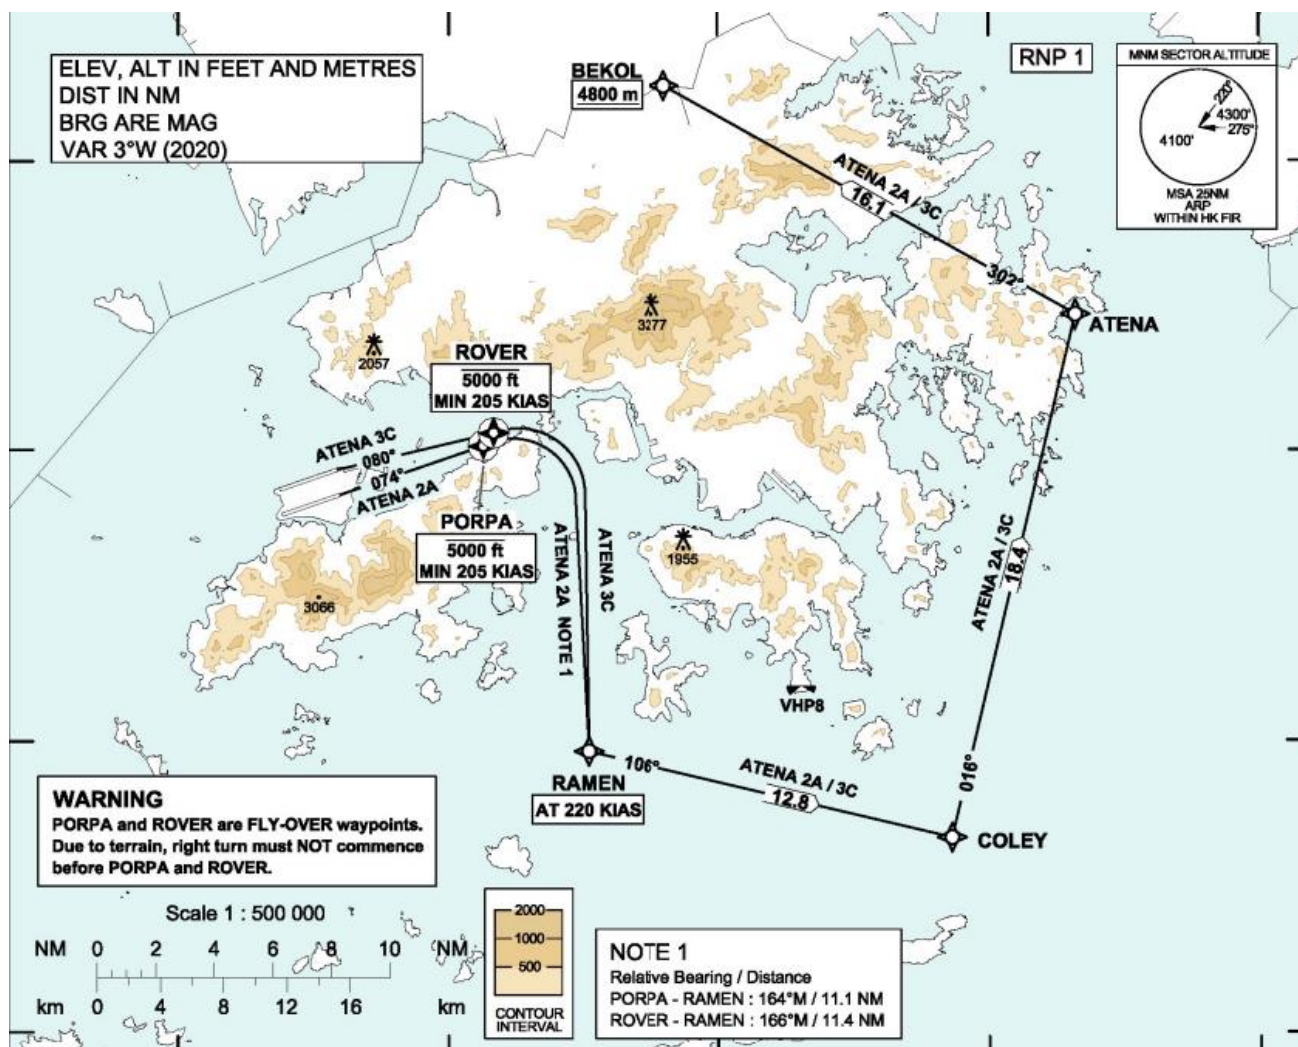 ELEV, ALT IN FEET AND METRES
DIST IN NM
BRG ARE MAG
VAR 3°W (2020)
BEKOL
4800 m
RNP 1
MNM SECTOR ALTITUDE
220°
4300'
275°
4100'
MSA 25NM
ARP
WITHIN HK FIR
ATENA 2A / 3C
16.1
302°
ATENA
3277
2057
ROVER
5000 ft
MIN 205 KIAS
ATENA 3C
080°
074°
ATENA 2A
PORPA
5000 ft
MIN 205 KIAS
ATENA 2A NOTE 1
ATENA 3C
1955
3066
ATENA 2A / 3C
18.4
016°
VHP8
RAMEN
AT 220 KIAS
106°
ATENA 2A / 3C
12.8
COLEY
WARNING
PORPA and ROVER are FLY-OVER waypoints.
Due to terrain, right turn must NOT commence
before PORPA and ROVER.
Scale 1 : 500 000
NM 0 2 4 6 8 10 NM
km 0 4 8 12 16 km
2000
1000
500
CONTOUR
INTERVAL
NOTE 1
Relative Bearing / Distance
PORPA - RAMEN : 164°M / 11.1 NM
ROVER - RAMEN : 166°M / 11.4 NM